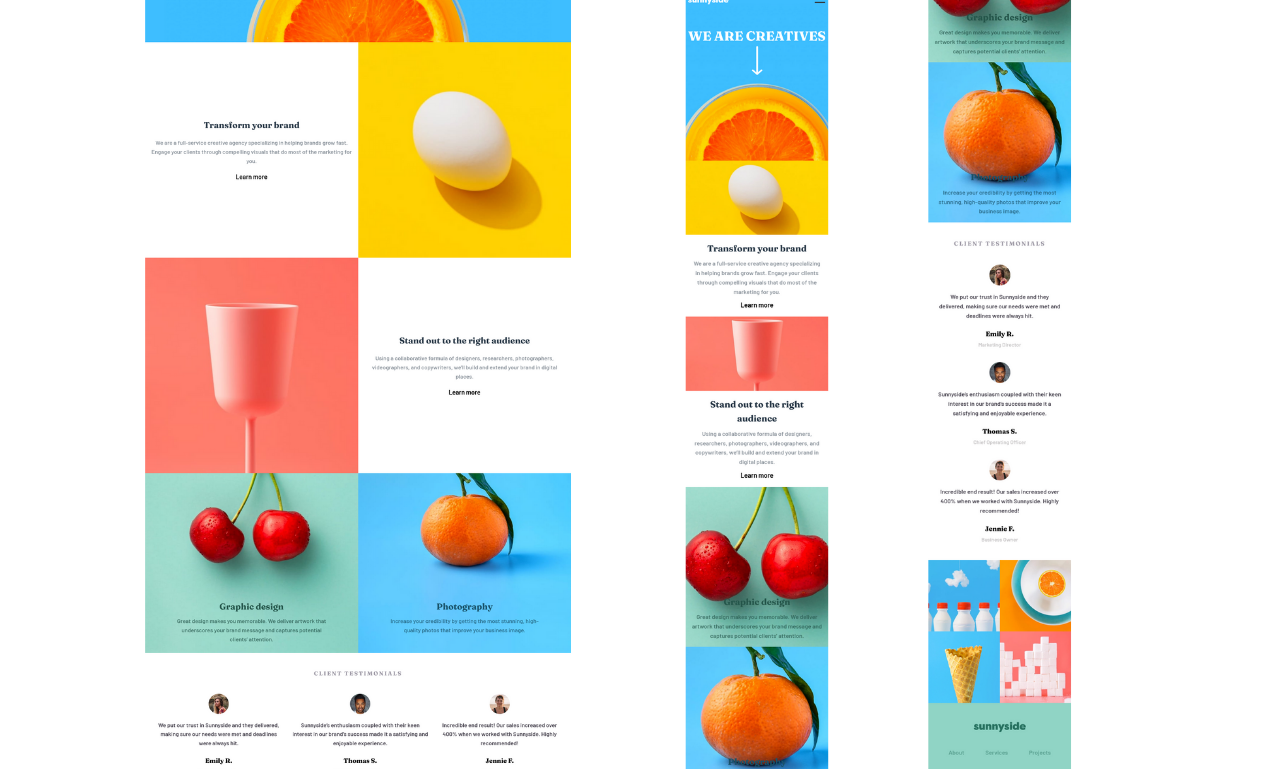 Transform your brand
We are a full-service creative agency specializing in helping brands grow fast.
Engage your clients through compelling visuals that do most of the marketing for
you.
Learn more
Stand out to the right audience
Using a collaborative formula of designers, researchers, photographers,
videographers, and copywriters, we'll build and extend your brand in digital
places.
Learn more
Graphic design
Great design makes you memorable. We deliver artwork that
underscores your brand message and captures potential
clients' attention.
Photography
Increase your credibility by getting the most stunning, high-
quality photos that improve your business image.
CLIENT TESTIMONIALS
We put our trust in Sunnyside and they delivered,
making sure our needs were met and deadlines
were always hit.
Emily R.
Sunnyside's enthusiasm coupled with their keen
interest in our brand's success made it a satisfying and
enjoyable experience.
Thomas S.
Incredible end result! Our sales increased over
400% when we worked with Sunnyside. Highly
recommended!
Jennie F.
sunnyside
WE ARE CREATIVES
Transform your brand
We are a full-service creative agency specializing
in helping brands grow fast. Engage your clients
through compelling visuals that do most of the
marketing for you.
Learn more
Stand out to the right
audience
Using a collaborative formula of designers,
researchers, photographers, videographers, and
copywriters, we'll build and extend your brand in
digital places.
Learn more
Graphic design
Great design makes you memorable. We deliver
artwork that underscores your brand message and
captures potential clients' attention.
Photography
Graphic design
Great design makes you memorable. We deliver
artwork that underscores your brand message and
captures potential clients' attention.
Photography
Increase your credibility by getting the most
stunning, high-quality photos that improve your
business image.
CLIENT TESTIMONIALS
We put our trust in Sunnyside and they
delivered, making sure our needs were met and
deadlines were always hit.
Emily R.
Marketing Director
Sunnyside's enthusiasm coupled with their keen
interest in our brand's success made it a
satisfying and enjoyable experience.
Thomas S.
Chief Operating Officer
Incredible end result! Our sales increased over
400% when we worked with Sunnyside. Highly
recommended!
Jennie F.
Business Owner
sunnyside
About Services Projects